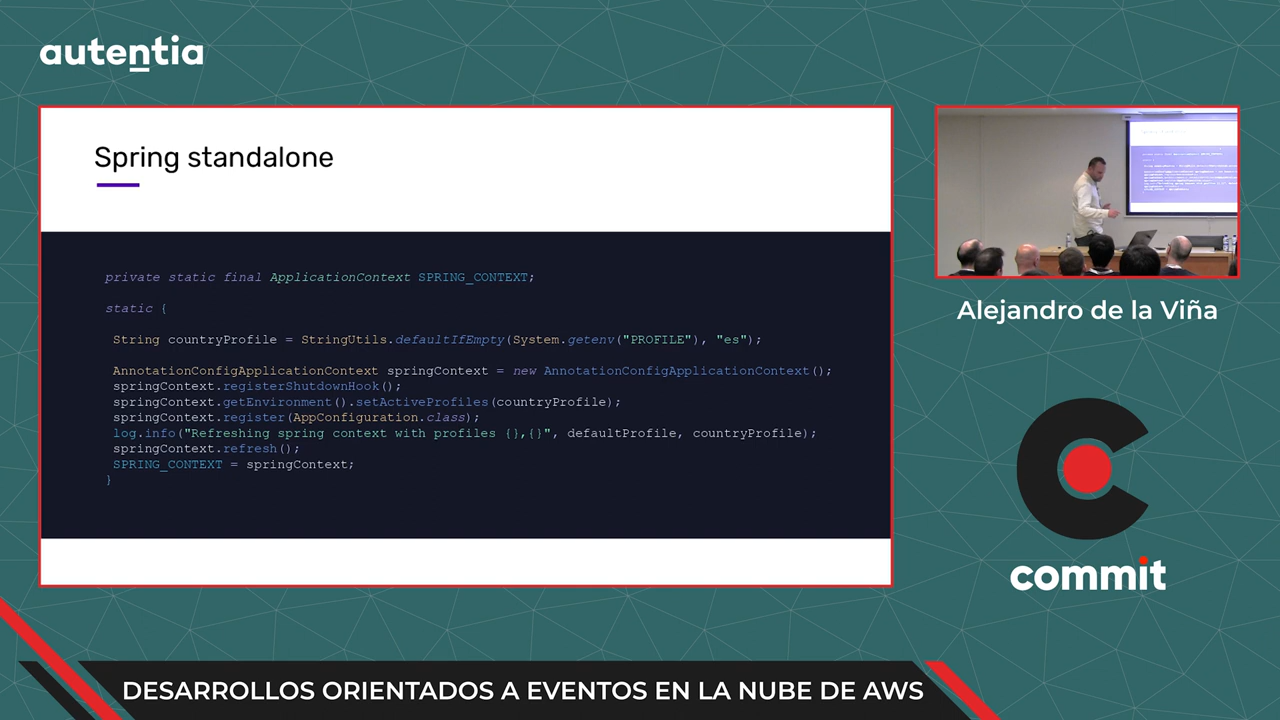 autentia
Spring standalone
private static final ApplicationContext SPRING_CONTEXT;
static {
String countryProfile = StringUtils.defaultIfEmpty(System.getenv("PROFILE"), "es");
AnnotationConfigApplicationContext springContext = new AnnotationConfigApplicationContext();
springContext.registerShutdownHook();
springContext.getEnvironment().setActiveProfiles(countryProfile);
springContext.register(AppConfiguration.class);
log.info("Refreshing spring context with profiles {},{}", defaultProfile, countryProfile);
springContext.refresh();
SPRING_CONTEXT = springContext;
}
Alejandro de la Viña
commit
DESARROLLOS ORIENTADOS A EVENTOS EN LA NUBE DE AWS